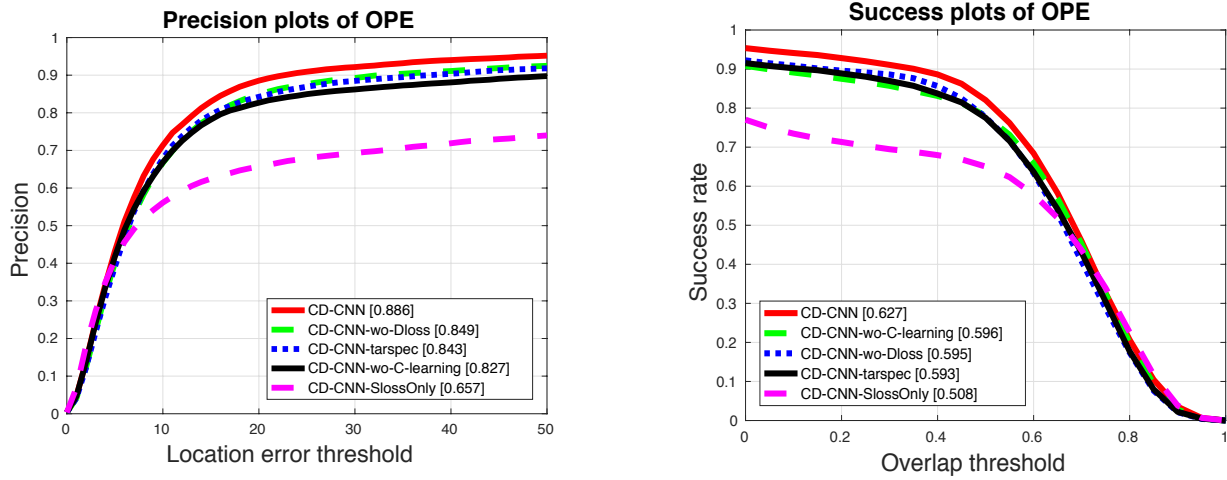 Precision plots of OPE
1
0.9
0.8
0.7
0.6
0.5
0.4
0.3
0.2
0.1
0
Precision
CD-CNN [0.886]
CD-CNN-wo-Dloss [0.849]
CD-CNN-tarspec [0.843]
CD-CNN-wo-C-learning [0.827]
CD-CNN-SlossOnly [0.657]
0 10 20 30 40 50
Location error threshold
Success plots of OPE
1
0.9
0.8
0.7
0.6
0.5
0.4
0.3
0.2
0.1
0
Success rate
CD-CNN [0.627]
CD-CNN-wo-C-learning [0.596]
CD-CNN-wo-Dloss [0.595]
CD-CNN-tarspec [0.593]
CD-CNN-SlossOnly [0.508]
0 0.2 0.4 0.6 0.8 1
Overlap threshold